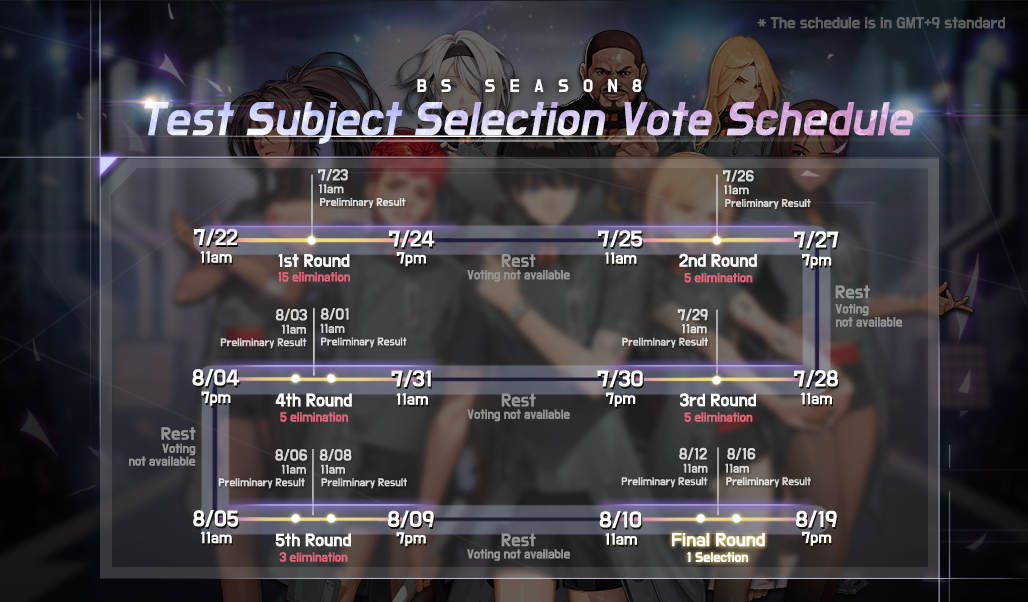 * The schedule is in GMT+9 standard
BS SEASON8
Test Subject Selection Vote Schedule
7/23
11am
Preliminary Result
7/26
11am
Preliminary Result
7/22
11am
1st Round
15 elimination
7/24
7pm
Rest
Voting not available
7/25
11am
2nd Round
5 elimination
7/27
7pm
Rest
Voting
not available
7/29
11am
Preliminary Result
7/28
11am
3rd Round
5 elimination
7/30
7pm
Rest
Voting not available
8/01
11am
Preliminary Result
8/03
11am
Preliminary Result
7/31
11am
4th Round
5 elimination
8/04
7pm
Rest
Voting
not available
8/06
11am
Preliminary Result
8/08
11am
Preliminary Result
8/05
11am
5th Round
3 elimination
8/09
7pm
Rest
Voting not available
8/12
11am
Preliminary Result
8/16
11am
Preliminary Result
8/10
11am
Final Round
1 Selection
8/19
7pm